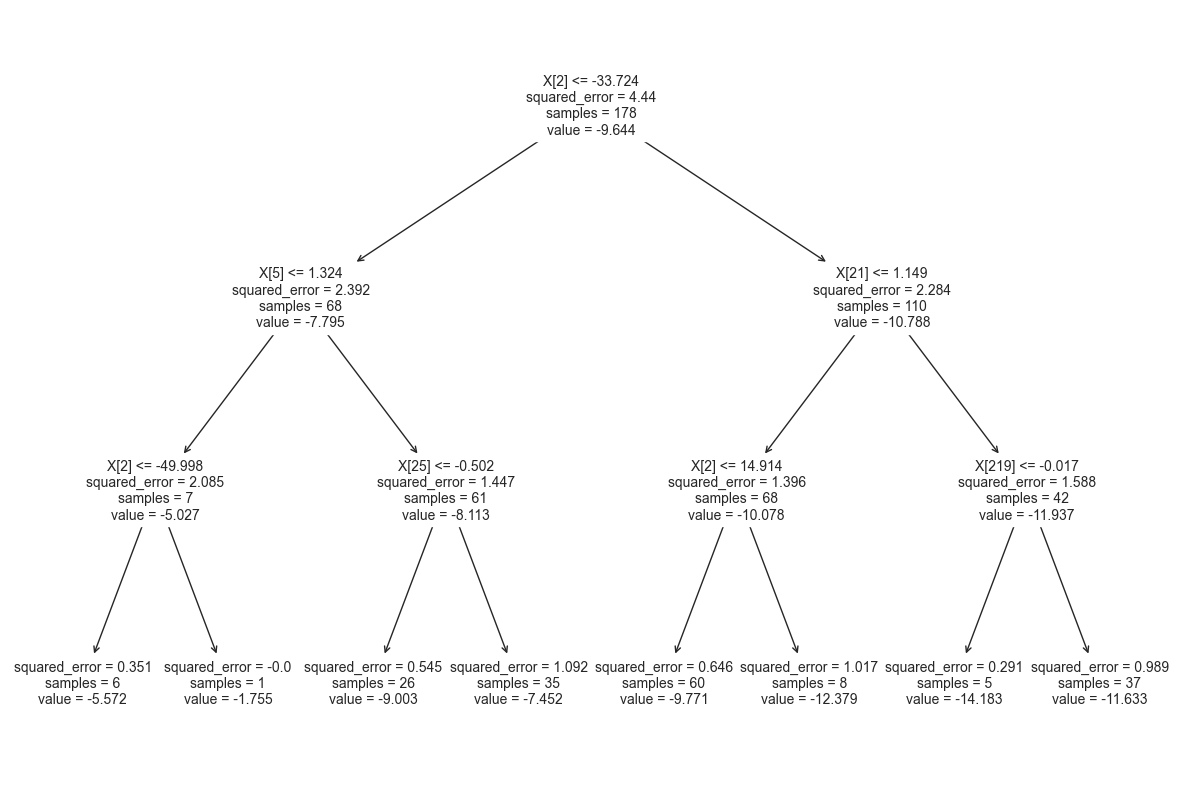 X[2] <= -33.724
squared_error = 4.44
samples = 178
value = -9.644
X[5] <= 1.324
squared_error = 2.392
samples = 68
value = -7.795
X[21] <= 1.149
squared_error = 2.284
samples = 110
value = -10.788
X[2] <= -49.998
squared_error = 2.085
samples = 7
value = -5.027
X[25] <= -0.502
squared_error = 1.447
samples = 61
value = -8.113
X[2] <= 14.914
squared_error = 1.396
samples = 68
value = -10.078
X[219] <= -0.017
squared_error = 1.588
samples = 42
value = -11.937
squared_error = 0.351
samples = 6
value = -5.572
squared_error = -0.0
samples = 1
value = -1.755
squared_error = 0.545
samples = 26
value = -9.003
squared_error = 1.092
samples = 35
value = -7.452
squared_error = 0.646
samples = 60
value = -9.771
squared_error = 1.017
samples = 8
value = -12.379
squared_error = 0.291
samples = 5
value = -14.183
squared_error = 0.989
samples = 37
value = -11.633